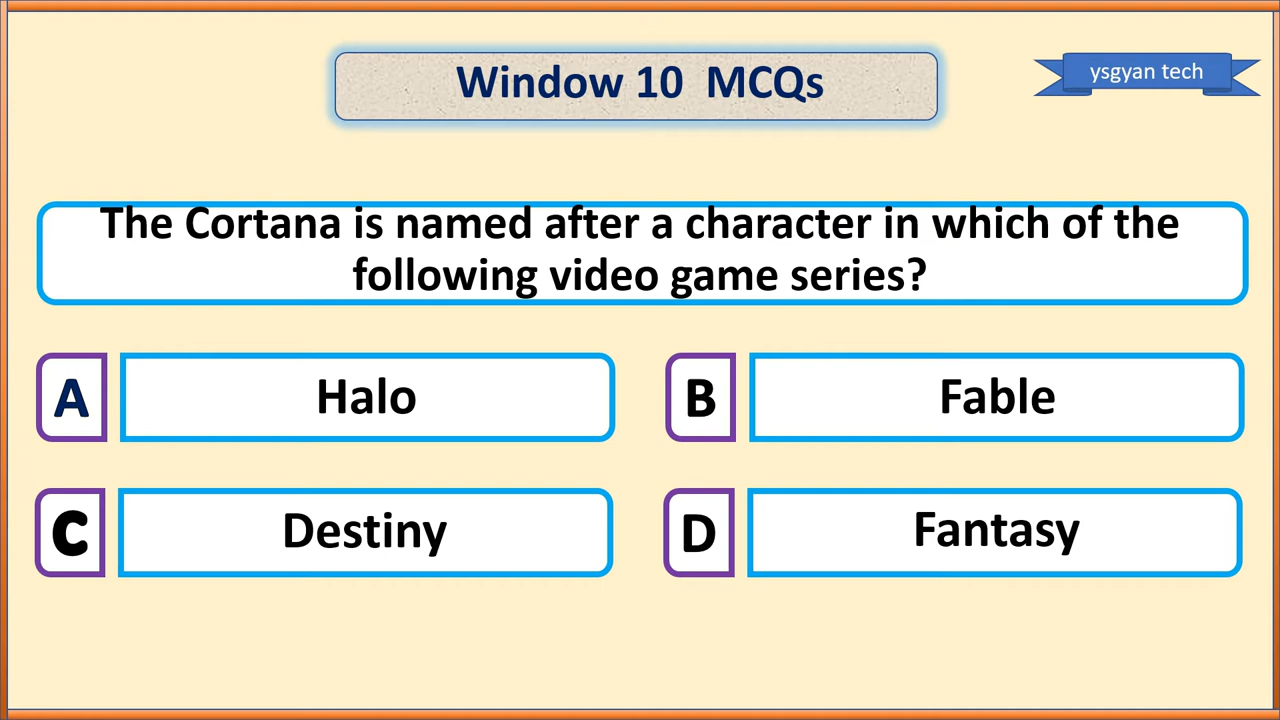 Window 10 MCQs
ysgyan tech
The Cortana is named after a character in which of the
following video game series?
A Halo
B Fable
C Destiny
D Fantasy